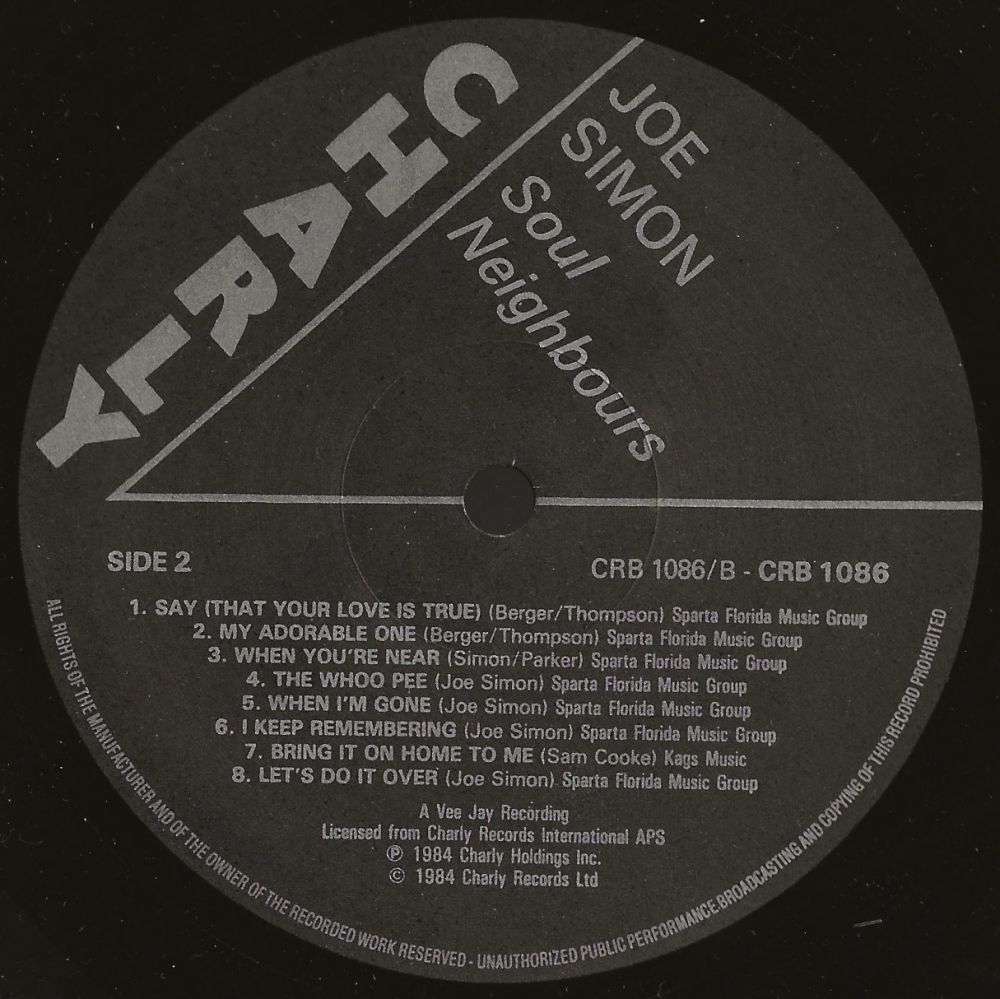 CHARLY
JOE
SIMON
Soul
Neighbours
SIDE 2
CRB 1086/B - CRB 1086
1. SAY (THAT YOUR LOVE IS TRUE) (Berger/Thompson) Sparta Florida Music Group
2. MY ADORABLE ONE (Berger/Thompson) Sparta Florida Music Group
3. WHEN YOU'RE NEAR (Simon/Parker) Sparta Florida Music Group
4. THE WHOO PEE (Joe Simon) Sparta Florida Music Group
5. WHEN I'M GONE (Joe Simon) Sparta Florida Music Group
6. I KEEP REMEMBERING (Joe Simon) Sparta Florida Music Group
7. BRING IT ON HOME TO ME (Sam Cooke) Kags Music
8. LET'S DO IT OVER (Joe Simon) Sparta Florida Music Group
A Vee Jay Recording
Licensed from Charly Records International APS
℗ 1984 Charly Holdings Inc.
© 1984 Charly Records Ltd
ALL RIGHTS OF THE MANUFACTURER AND OF THE OWNER OF THE RECORDED WORK RESERVED - UNAUTHORIZED PUBLIC PERFORMANCE BROADCASTING AND COPYING OF THIS RECORD PROHIBITED